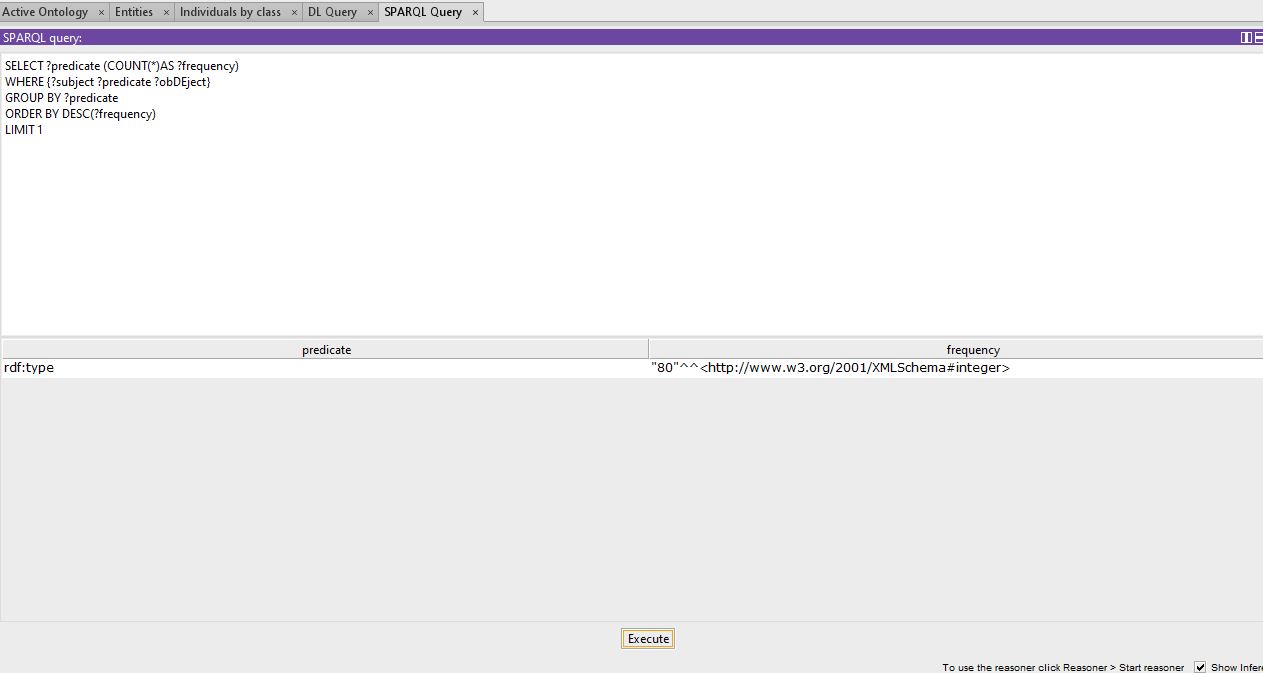 Active Ontology × Entities × Individuals by class × DL Query × SPARQL Query ×
SPARQL query:
SELECT ?predicate (COUNT(*)AS ?frequency)
WHERE {?subject ?predicate ?obDEject}
GROUP BY ?predicate
ORDER BY DESC(?frequency)
LIMIT 1
predicate frequency
rdf:type "80"^^<http://www.w3.org/2001/XMLSchema#integer>
Execute
To use the reasoner click Reasoner > Start reasoner Show Infere